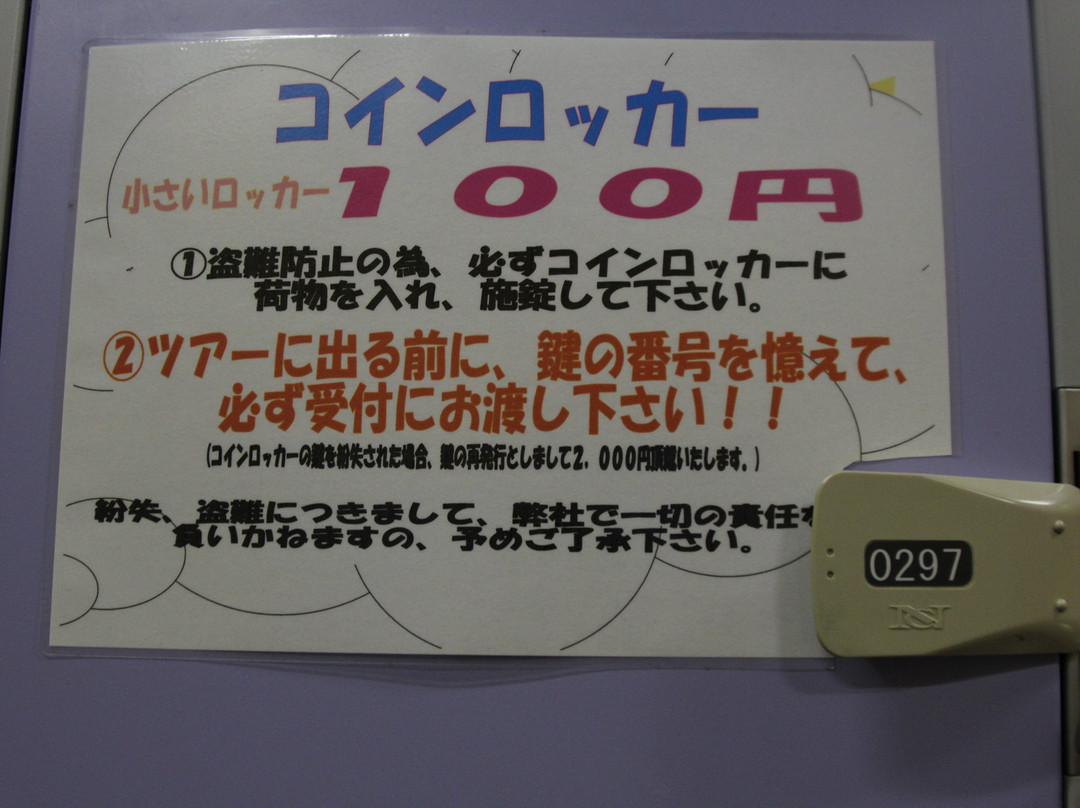 コインロッカー
小さいロッカー100円
①盗難防止の為、必ずコインロッカーに
荷物を入れ、施錠して下さい。
②ツアーに出る前に、鍵の番号を憶えて、
必ず受付にお渡し下さい!!
(コインロッカーの鍵を紛失された場合、鍵の再発行としまして2,000円頂戴いたします。)
紛失、盗難につきまして、弊社で一切の責任を
負いかねますの、予めご了承下さい。
0297